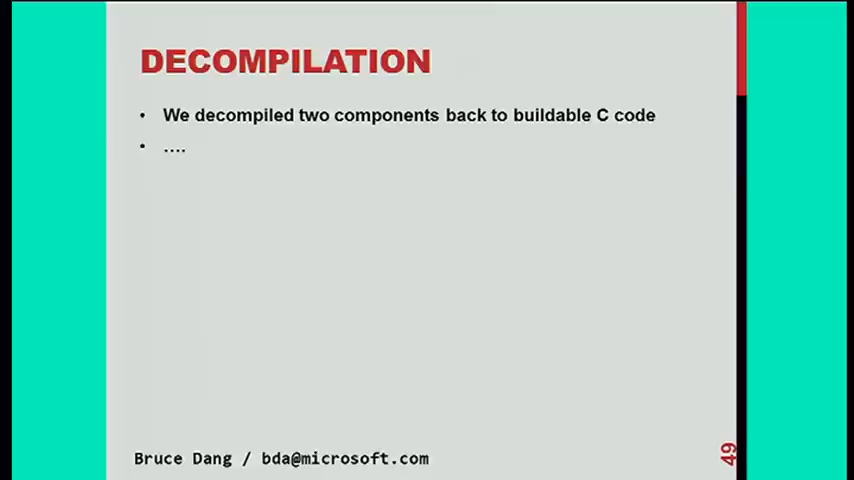 DECOMPILATION
• We decompiled two components back to buildable C code
• ....
Bruce Dang / bda@microsoft.com
49